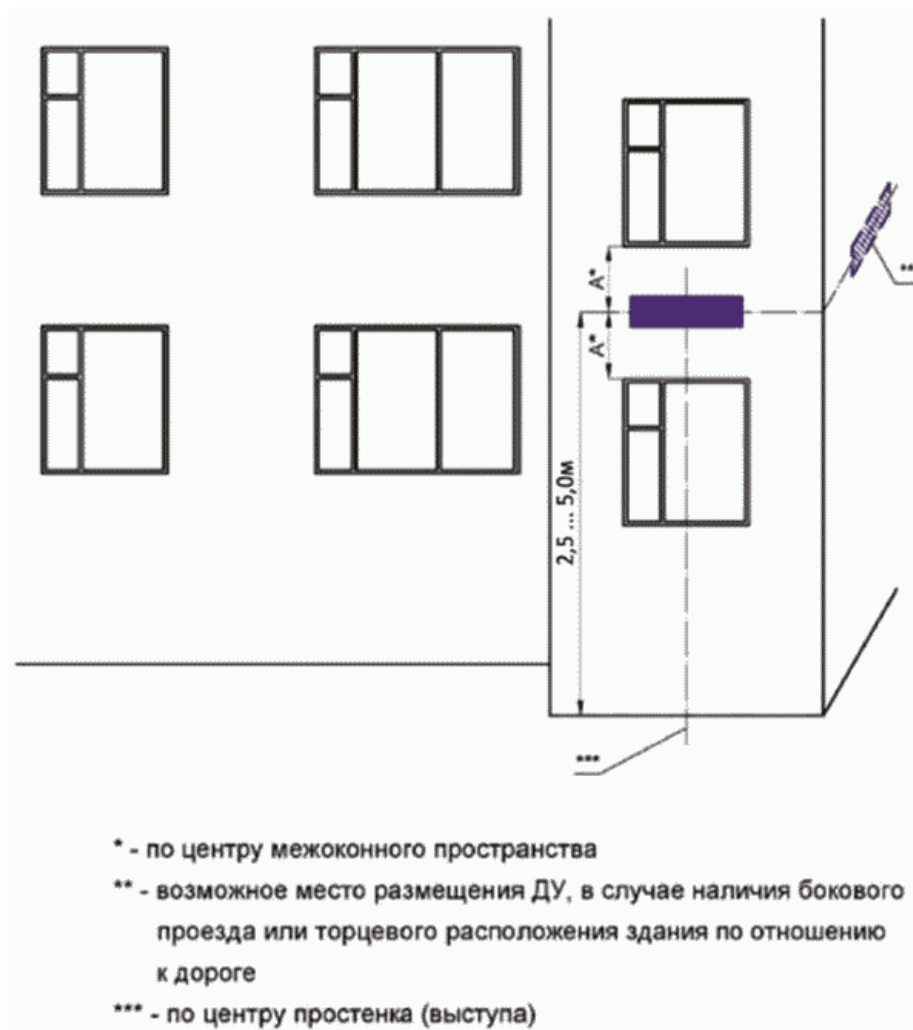 A*
**
A*
2,5 ... 5,0м
***
* - по центру межоконного пространства
** - возможное место размещения ДУ, в случае наличия бокового
проезда или торцевого расположения здания по отношению
к дороге
*** - по центру простенка (выступа)